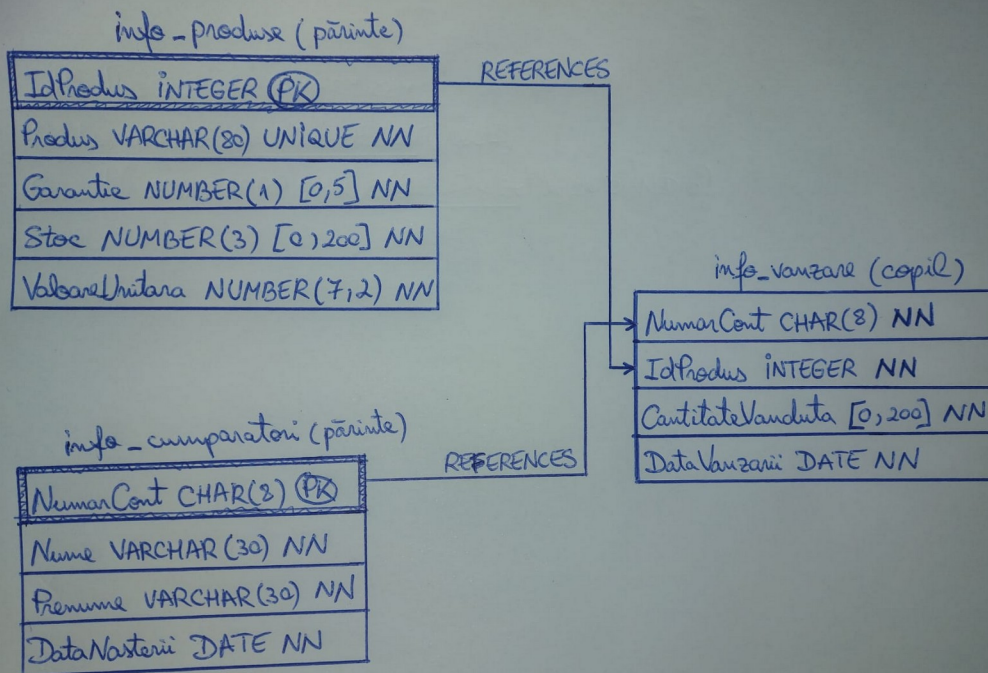 info_produse (părinte)
IdProdus INTEGER PK
Produs VARCHAR(80) UNIQUE NN
Garantie NUMBER(1) [0,5] NN
Stoc NUMBER(3) [0,200] NN
ValoareUnitara NUMBER(7,2) NN
REFERENCES
info_vanzare (copil)
NumarCont CHAR(8) NN
IdProdus INTEGER NN
CantitateVanduta [0,200] NN
DataVanzarii DATE NN
info_cumparatori (părinte)
NumarCont CHAR(8) PK
Nume VARCHAR(30) NN
Prenume VARCHAR(30) NN
DataNasterii DATE NN
REFERENCES